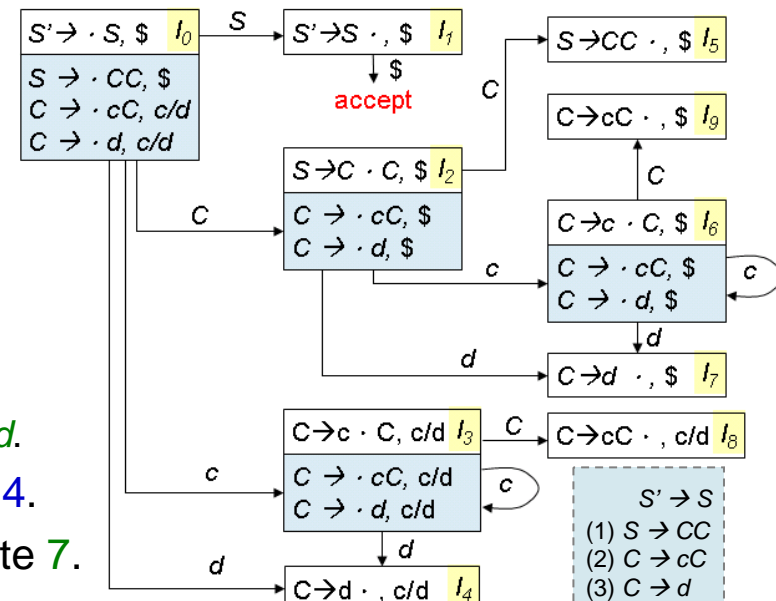 S'→ · S, $ I0
S → · CC, $
C → · cC, c/d
C → · d, c/d
S
S'→S · , $ I1
$
accept
C
S→CC · , $ I5
C→cC · , $ I9
C
C
S→C · C, $ I2
C → · cC, $
C → · d, $
C→c · C, $ I6
C → · cC, $
C → · d, $
c
c
d
d
C→d · , $ I7
d.
4.
te 7.
c
C→c · C, c/d I3
C → · cC, c/d
C → · d, c/d
c
C
C→cC · , c/d I8
d
d
C→d · , c/d I4
S' → S
(1) S → CC
(2) C → cC
(3) C → d